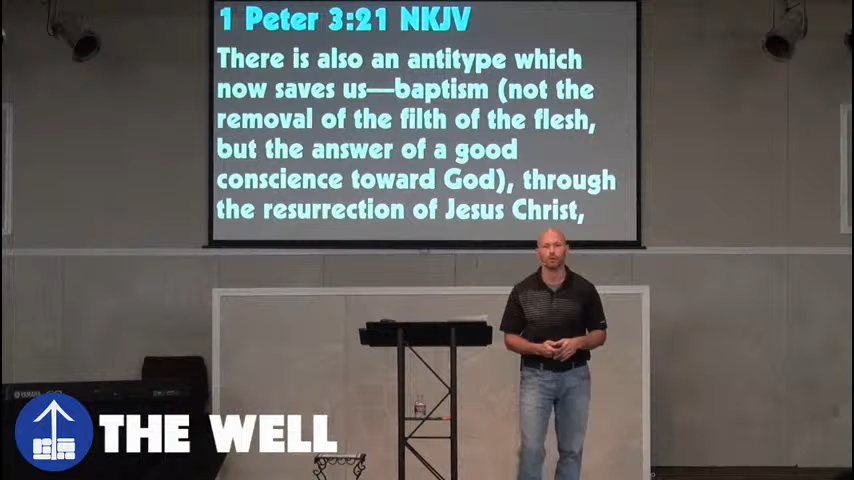 1 Peter 3:21 NKJV
There is also an antitype which
now saves us—baptism (not the
removal of the filth of the flesh,
but the answer of a good
conscience toward God), through
the resurrection of Jesus Christ,
YAMAHA
THE WELL